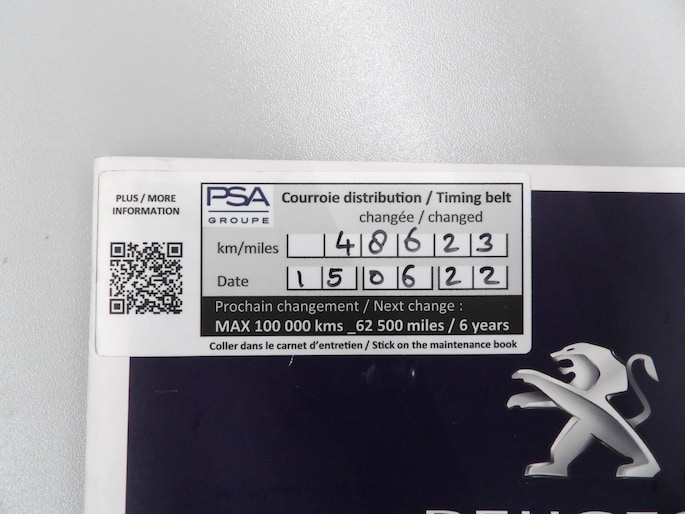 PLUS / MORE
INFORMATION
PSA
GROUPE
Courroie distribution / Timing belt
changée / changed
km/miles 48623
Date 150622
Prochain changement / Next change :
MAX 100 000 kms _62 500 miles / 6 years
Coller dans le carnet d'entretien / Stick on the maintenance book